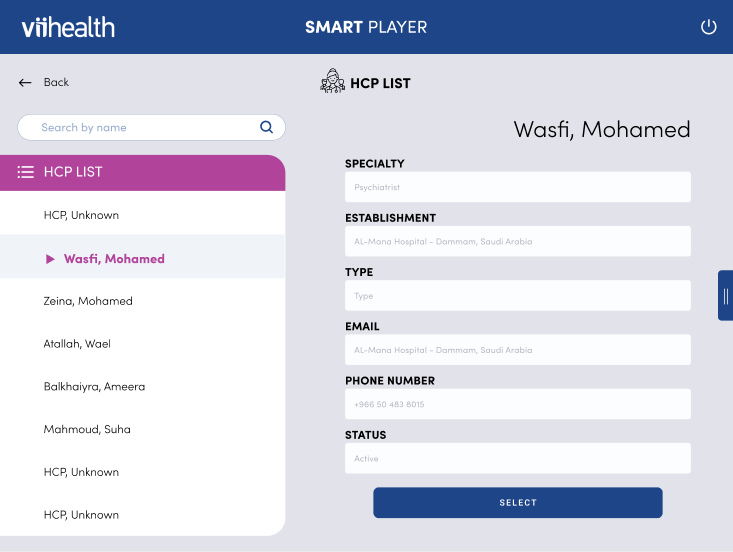 viihealth
SMART PLAYER
Back
HCP LIST
Search by name
HCP LIST
HCP, Unknown
Wasfi, Mohamed
Zeina, Mohamed
Atallah, Wael
Balkhaiyra, Ameera
Mahmoud, Suha
HCP, Unknown
HCP, Unknown
Wasfi, Mohamed
SPECIALTY
Psychiatrist
ESTABLISHMENT
AL-Mana Hospital - Dammam, Saudi Arabia
TYPE
Type
EMAIL
AL-Mana Hospital - Dammam, Saudi Arabia
PHONE NUMBER
+966 50 483 8015
STATUS
Active
SELECT